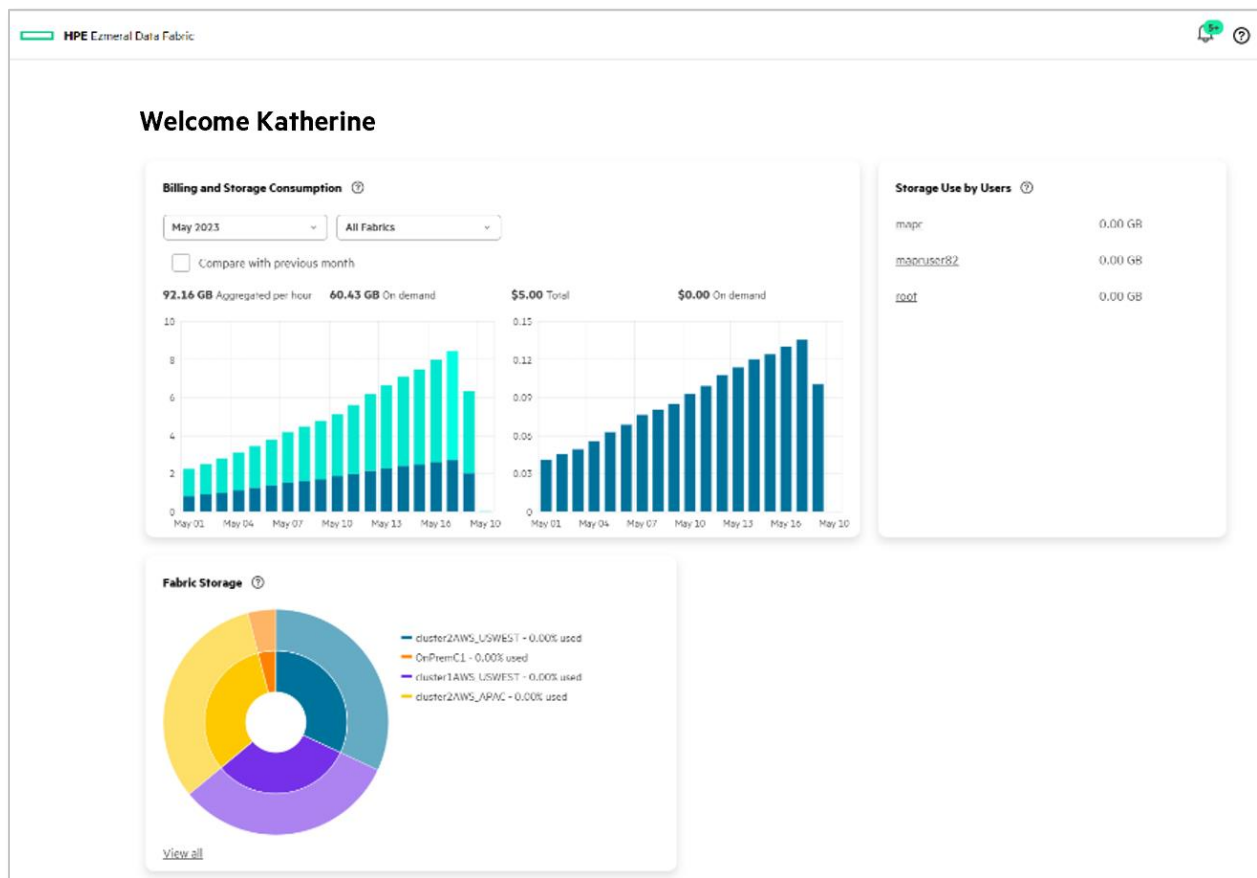 HPE Ezmeral Data Fabric
5+
Welcome Katherine
Billing and Storage Consumption
May 2023
All Fabrics
Compare with previous month
92.16 GB Aggregated per hour 60.43 GB On demand $5.00 Total $0.00 On demand
10
8
6
4
2
0
May 01 May 04 May 07 May 10 May 13 May 16 May 10
0.15
0.12
0.09
0.06
0.03
0
May 01 May 04 May 07 May 10 May 13 May 16 May 10
Storage Use by Users
mapr 0.00 GB
mapruser82 0.00 GB
root 0.00 GB
Fabric Storage
cluster2AWS_USWEST - 0.00% used
OnPremC1 - 0.00% used
cluster1AWS_USWEST - 0.00% used
cluster2AWS_APAC - 0.00% used
View all